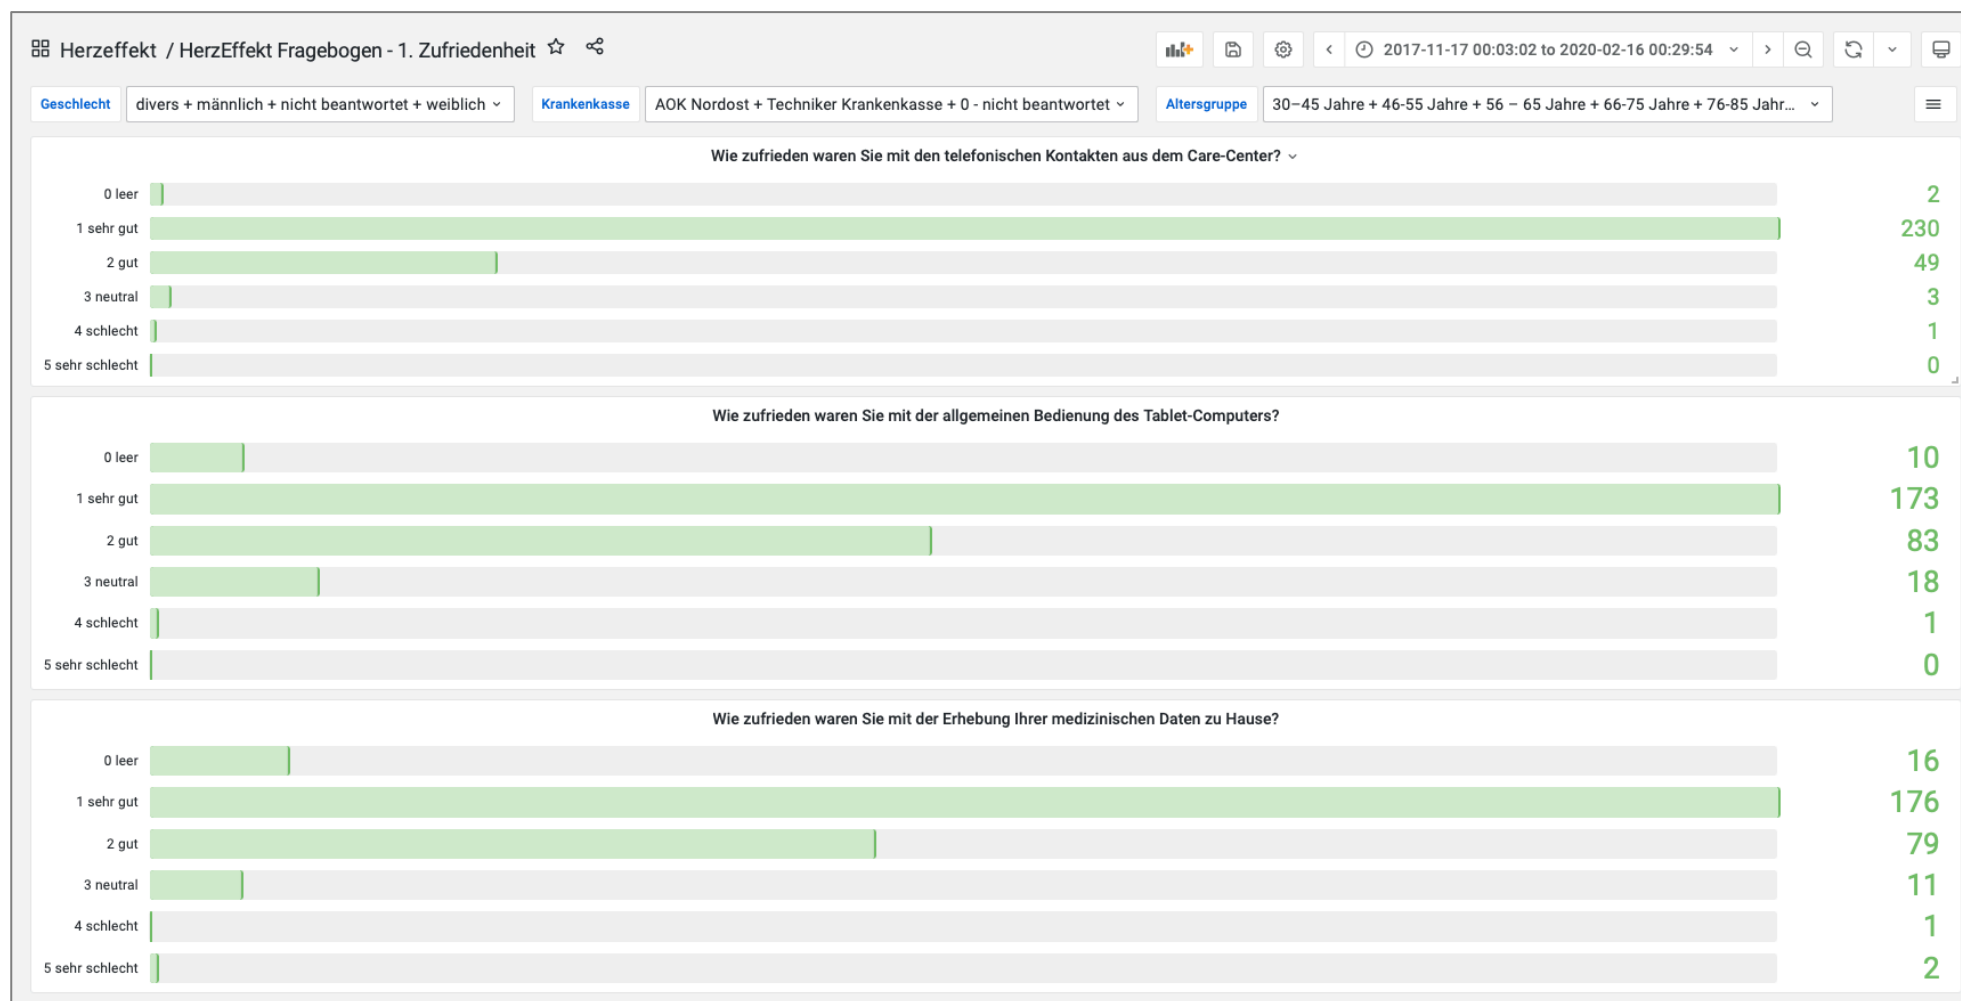 Herzeffekt / HerzEffekt Fragebogen - 1. Zufriedenheit
2017-11-17 00:03:02 to 2020-02-16 00:29:54
Geschlecht divers + männlich + nicht beantwortet + weiblich Krankenkasse AOK Nordost + Techniker Krankenkasse + 0 - nicht beantwortet Altersgruppe 30–45 Jahre + 46-55 Jahre + 56 – 65 Jahre + 66-75 Jahre + 76-85 Jahr...
Wie zufrieden waren Sie mit den telefonischen Kontakten aus dem Care-Center?
0 leer 2
1 sehr gut 230
2 gut 49
3 neutral 3
4 schlecht 1
5 sehr schlecht 0
Wie zufrieden waren Sie mit der allgemeinen Bedienung des Tablet-Computers?
0 leer 10
1 sehr gut 173
2 gut 83
3 neutral 18
4 schlecht 1
5 sehr schlecht 0
Wie zufrieden waren Sie mit der Erhebung Ihrer medizinischen Daten zu Hause?
0 leer 16
1 sehr gut 176
2 gut 79
3 neutral 11
4 schlecht 1
5 sehr schlecht 2